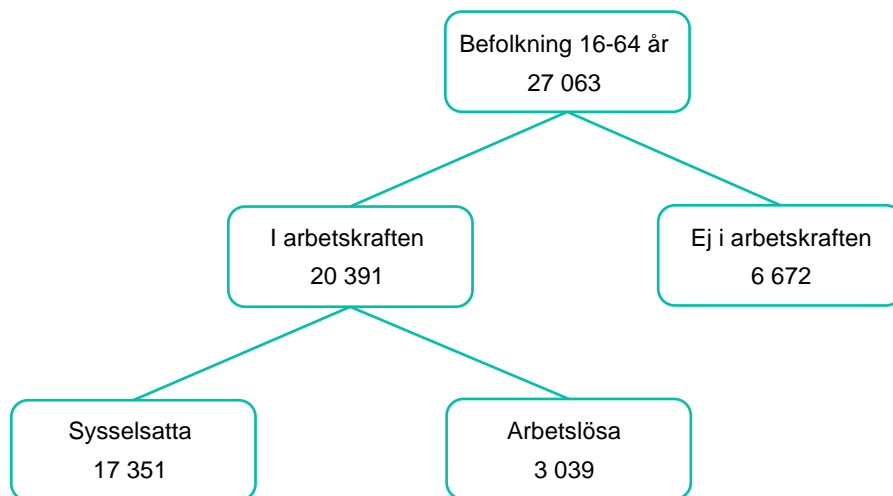 Befolkning 16-64 år
27 063
I arbetskraften
20 391
Ej i arbetskraften
6 672
Sysselsatta
17 351
Arbetslösa
3 039